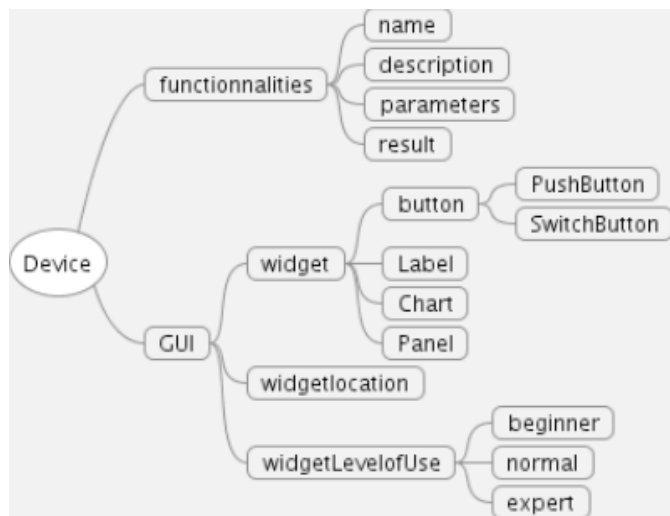 name
description
functionnalities
parameters
result
PushButton
button
SwitchButton
Device
widget
Label
Chart
GUI
Panel
widgetlocation
beginner
widgetLevelofUse
normal
expert